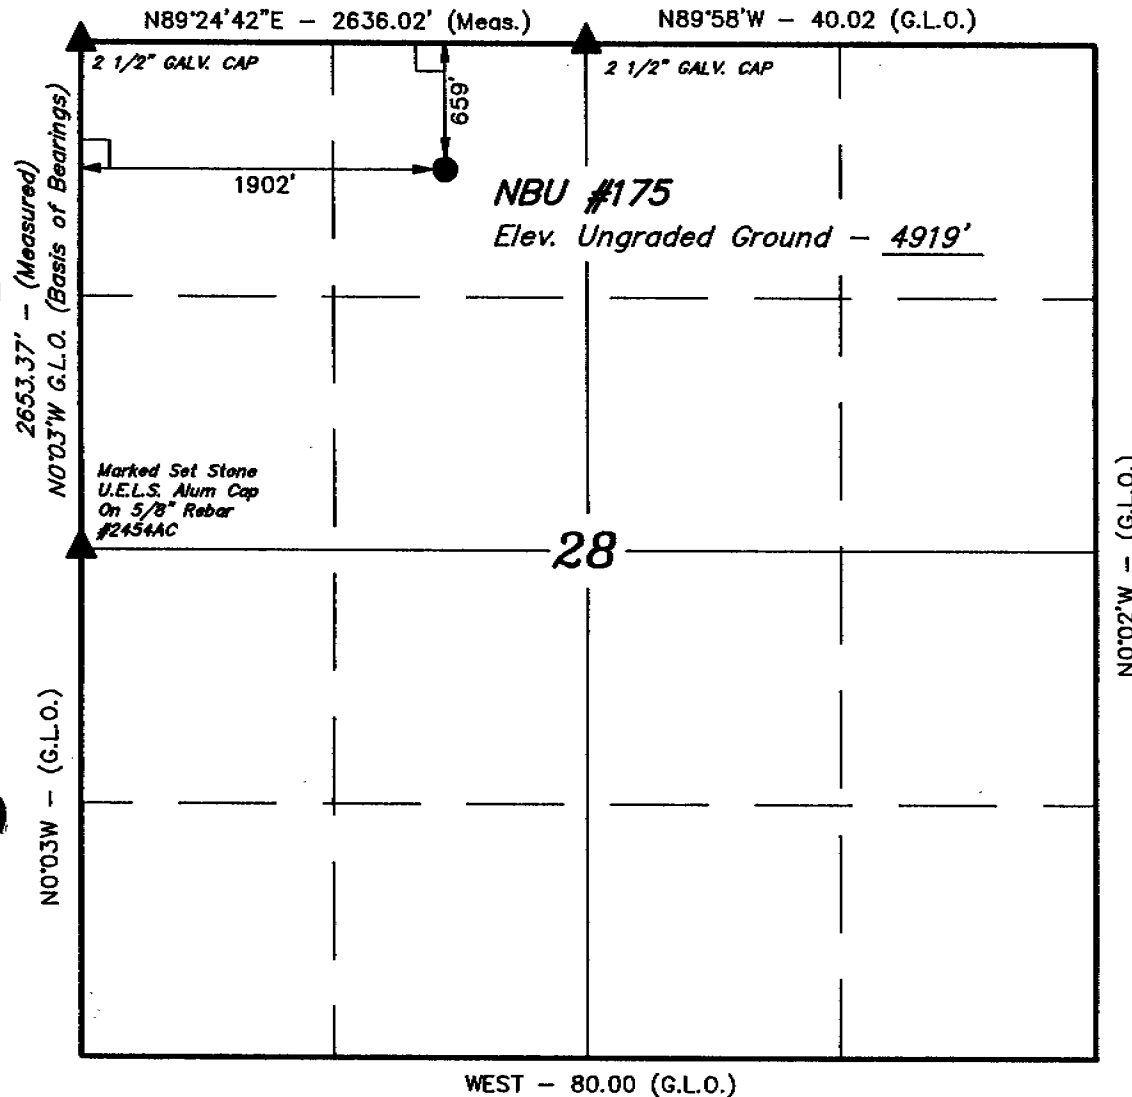 N89°24'42"E – 2636.02' (Meas.)
N89°58'W – 40.02 (G.L.O.)
2 1/2" GALV. CAP
2 1/2" GALV. CAP
659'
1902'
NBU #175
Elev. Ungraded Ground – 4919'
2653.37' – (Measured)
N0°03'W G.L.O. (Basis of Bearings)
Marked Set Stone
U.E.L.S. Alum Cap
On 5/8" Rebar
#2454AC
28
N0°02'W – (G.L.O.)
N0°03W – (G.L.O.)
WEST – 80.00 (G.L.O.)